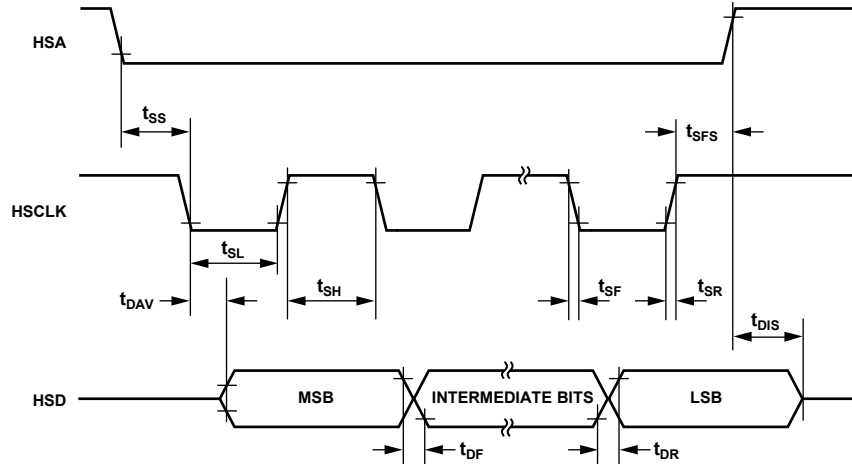 HSA
tSS
tSFS
HSCLK
tSL
tDAV
tSH
tSF
tSR
tDIS
HSD
MSB
INTERMEDIATE BITS
LSB
tDF
tDR